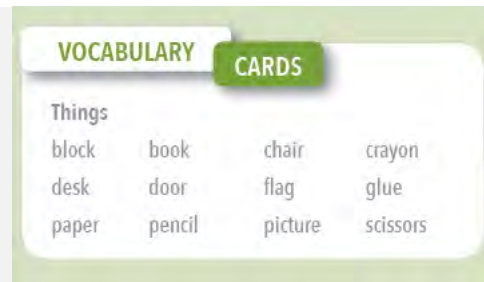 VOCABULARY CARDS
Things
block book chair crayon
desk door flag glue
paper pencil picture scissors